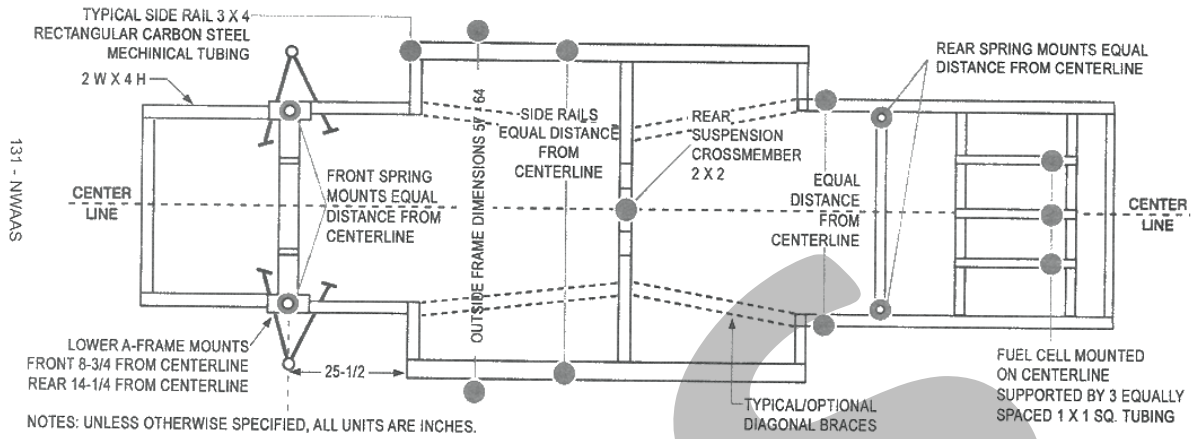 TYPICAL SIDE RAIL 3 X 4
RECTANGULAR CARBON STEEL
MECHINICAL TUBING
2 W X 4 H
131 - NWAAS
CENTER
LINE
FRONT SPRING
MOUNTS EQUAL
DISTANCE FROM
CENTERLINE
OUTSIDE FRAME DIMENSIONS 57 - 64
SIDE RAILS
EQUAL DISTANCE
FROM
CENTERLINE
REAR
SUSPENSION
CROSSMEMBER
2 X 2
EQUAL
DISTANCE
FROM
CENTERLINE
REAR SPRING MOUNTS EQUAL
DISTANCE FROM CENTERLINE
CENTER
LINE
LOWER A-FRAME MOUNTS
FRONT 8-3/4 FROM CENTERLINE
REAR 14-1/4 FROM CENTERLINE
25-1/2
TYPICAL/OPTIONAL
DIAGONAL BRACES
FUEL CELL MOUNTED
ON CENTERLINE
SUPPORTED BY 3 EQUALLY
SPACED 1 X 1 SQ. TUBING
NOTES: UNLESS OTHERWISE SPECIFIED, ALL UNITS ARE INCHES.